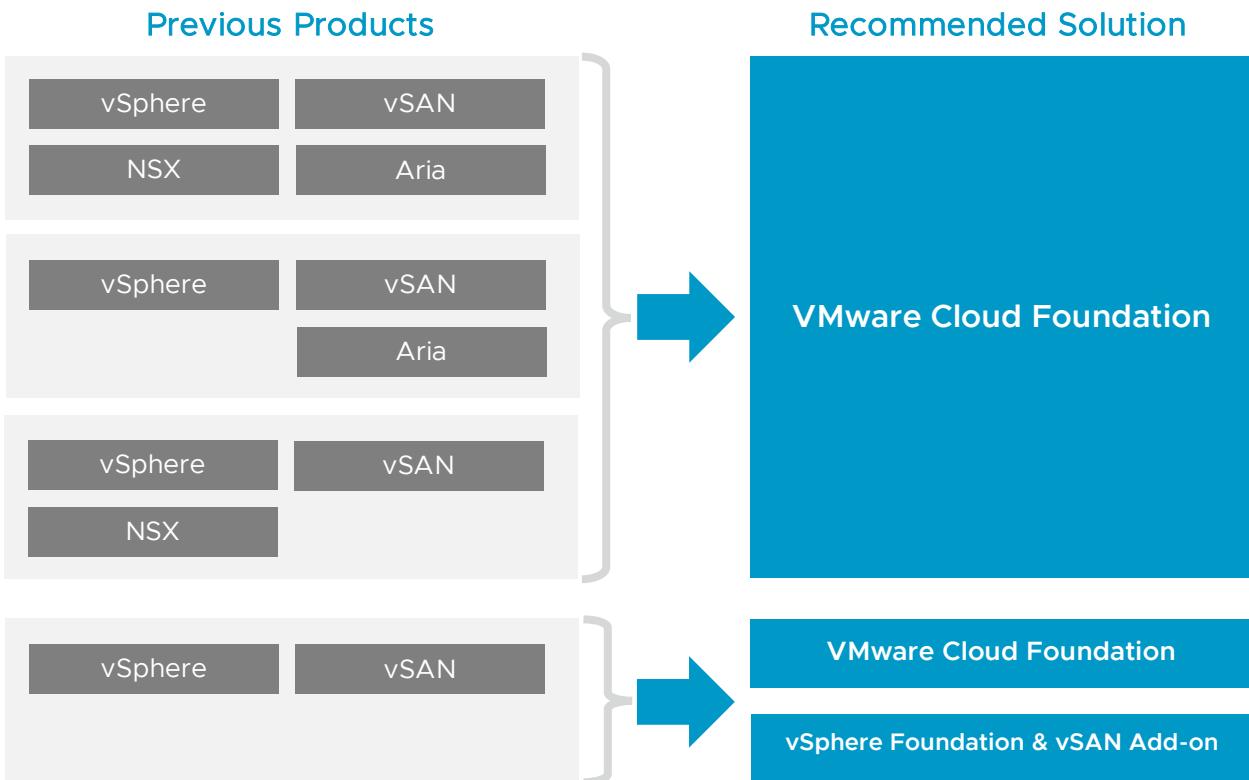 Previous Products
Recommended Solution
vSphere
vSAN
NSX
Aria
vSphere
vSAN
Aria
vSphere
vSAN
NSX
VMware Cloud Foundation
vSphere
vSAN
VMware Cloud Foundation
vSphere Foundation & vSAN Add-on